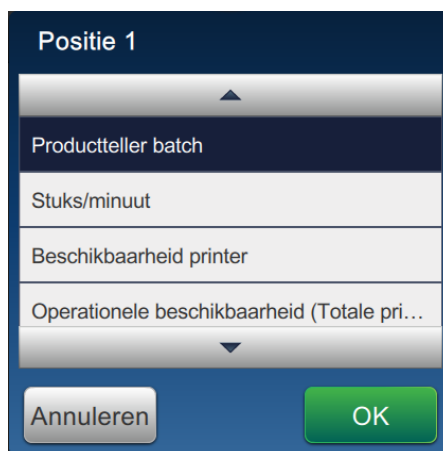 Positie 1
Productteller batch
Stuks/minuut
Beschikbaarheid printer
Operationele beschikbaarheid (Totale pri...
Annuleren
OK